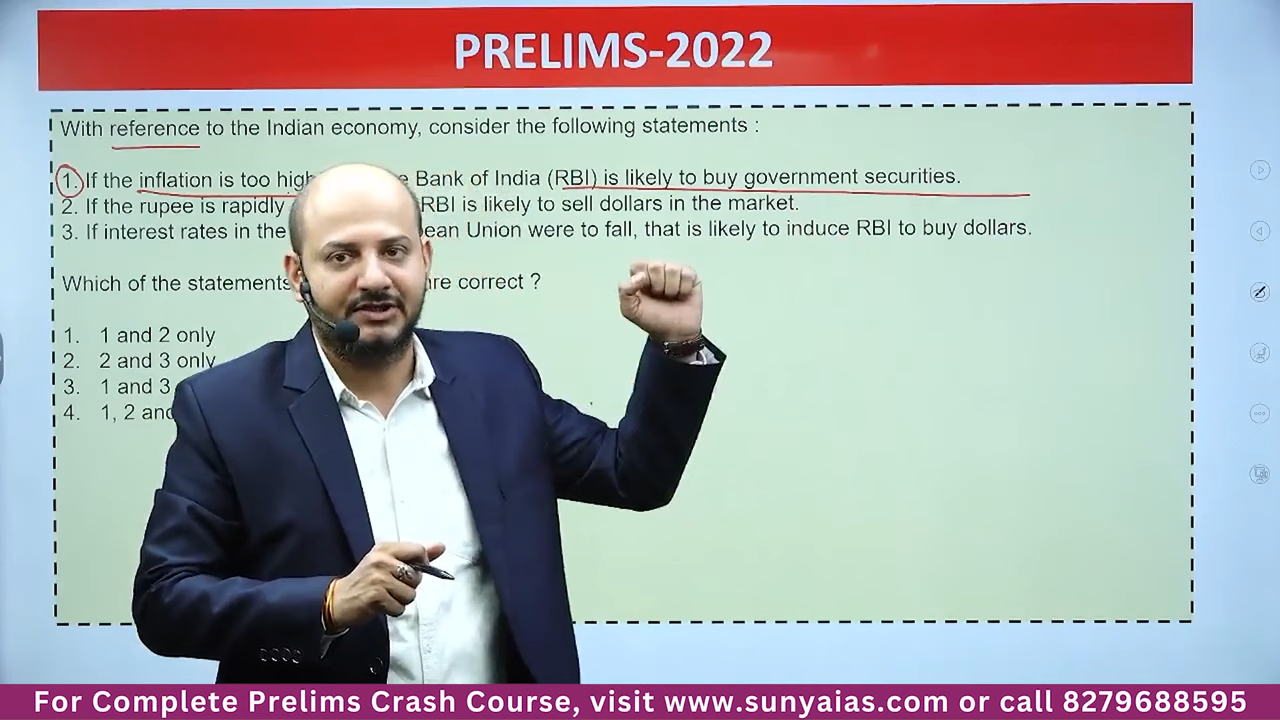 PRELIMS-2022
With reference to the Indian economy, consider the following statements :
1. If the inflation is too high Bank of India (RBI) is likely to buy government securities.
2. If the rupee is rapidly RBI is likely to sell dollars in the market.
3. If interest rates in the Union were to fall, that is likely to induce RBI to buy dollars.
Which of the statements are correct ?
1. 1 and 2 only
2. 2 and 3 only
3. 1 and 3
4. 1, 2 and
For Complete Prelims Crash Course, visit www.sunyaias.com or call 8279688595